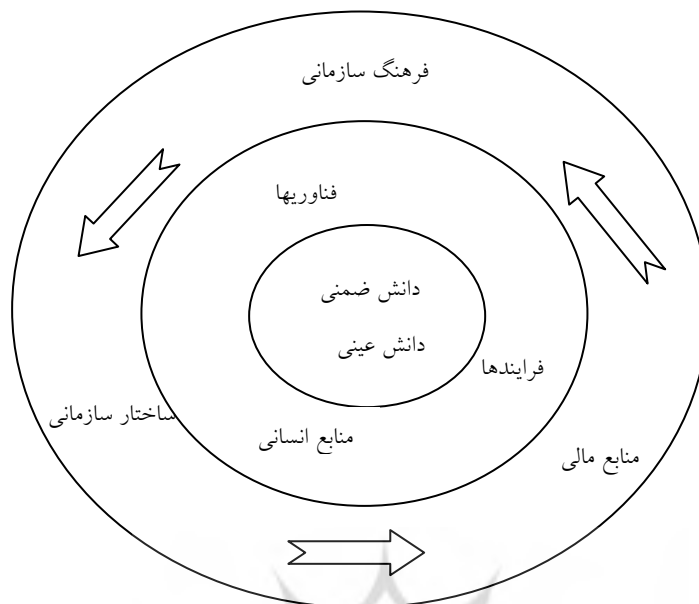 فرهنگ سازمانی
فناوریها
دانش ضمنی
دانش عینی
فرایندها
ساختار سازمانی
منابع انسانی
منابع مالی